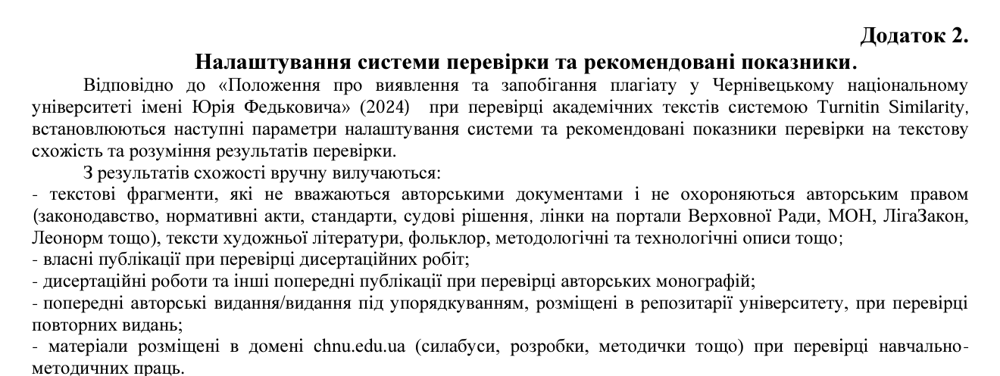 Додаток 2.
Налаштування системи перевірки та рекомендовані показники.
Відповідно до «Положення про виявлення та запобігання плагіату у Чернівецькому національному
університеті імені Юрія Федьковича» (2024) при перевірці академічних текстів системою Turnitin Similarity,
встановлюються наступні параметри налаштування системи та рекомендовані показники перевірки на текстову
схожість та розуміння результатів перевірки.
З результатів схожості вручну вилучаються:
- текстові фрагменти, які не вважаються авторськими документами і не охороняються авторським правом
(законодавство, нормативні акти, стандарти, судові рішення, лінки на портали Верховної Ради, МОН, ЛігаЗакон,
Леонорм тощо), тексти художньої літератури, фольклор, методологічні та технологічні описи тощо;
- власні публікації при перевірці дисертаційних робіт;
- дисертаційні роботи та інші попередні публікації при перевірці авторських монографій;
- попередні авторські видання/видання під упорядкуванням, розміщені в репозитарії університету, при перевірці
повторних видань;
- матеріали розміщені в домені chnu.edu.ua (силабуси, розробки, методички тощо) при перевірці навчально-
методичних праць.